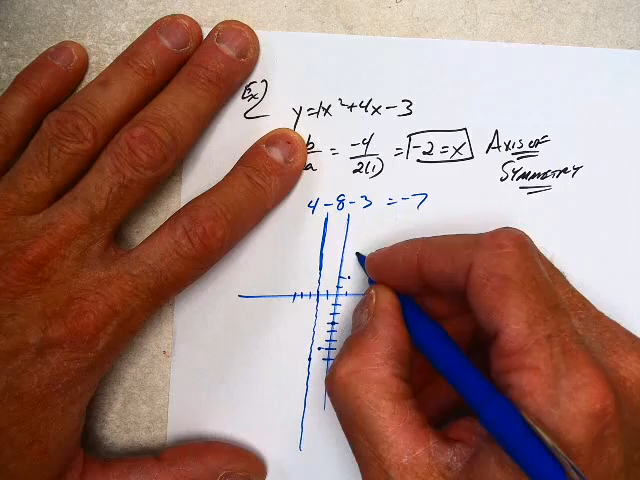 Ex
y=1x²+4x-3
b/a = -4/2(1) = -2=x AXIS OF
SYMMETRY
4-8-3 =-7